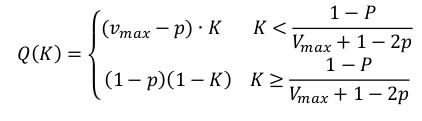 Q(K) = { (v_max − p) · K    K < (1 − P) / (V_max + 1 − 2p)
(1 − p)(1 − K)    K ≥ (1 − P) / (V_max + 1 − 2p)